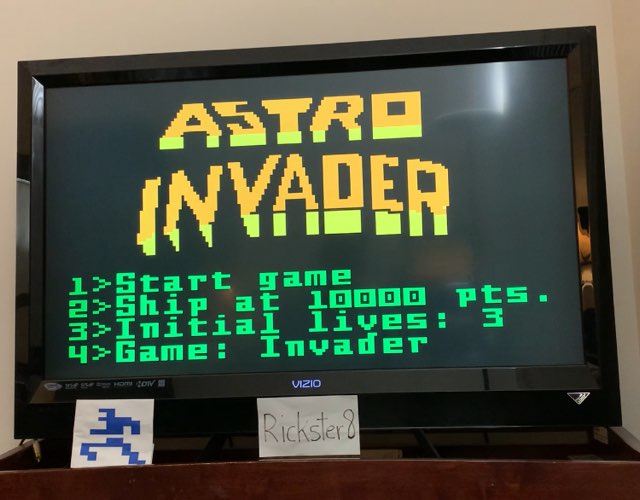 ASTRO
INVADER
1>Start game
2>Ship at 10000 pts.
3>Initial lives: 3
4>Game: Invader
HDMI
VIZIO
Rickster8